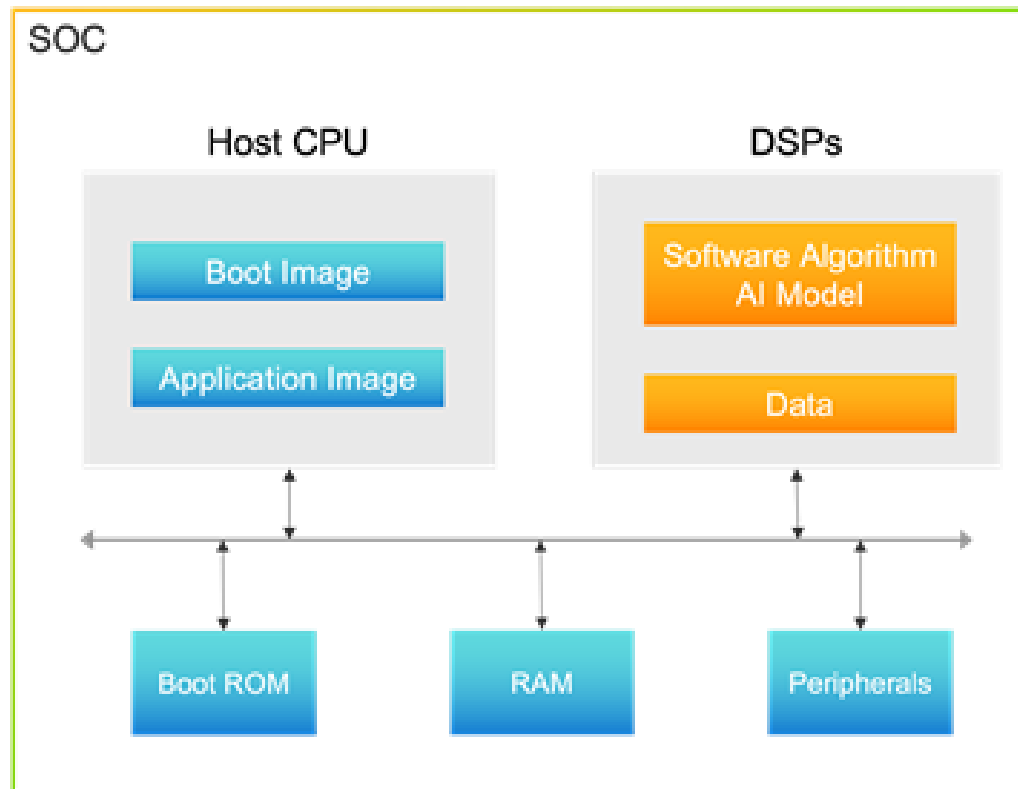 SOC
Host CPU
DSPs
Boot Image
Application Image
Software Algorithm
AI Model
Data
Boot ROM
RAM
Peripherals